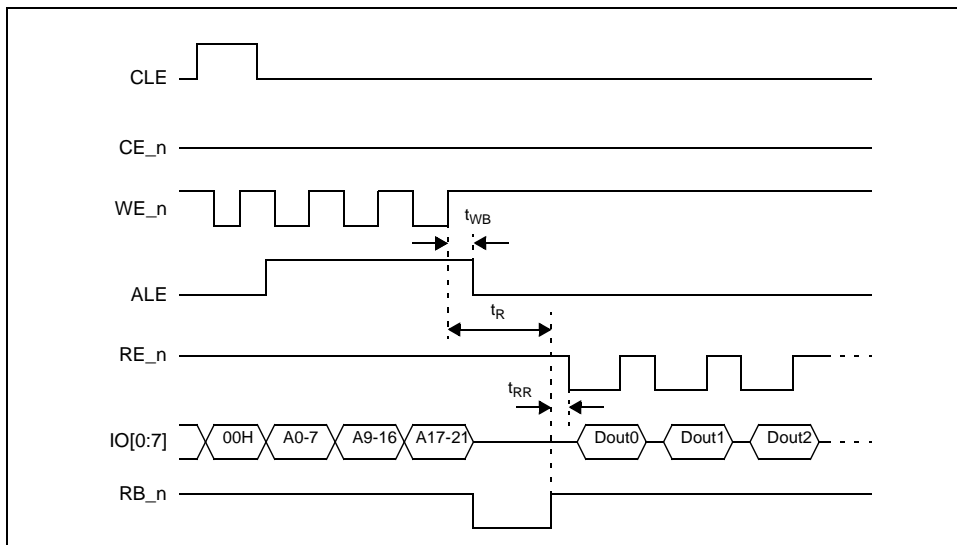 CLE
CE_n
WE_n
tWB
ALE
tR
RE_n
tRR
IO[0:7] 00H A0-7 A9-16 A17-21 Dout0 Dout1 Dout2
RB_n